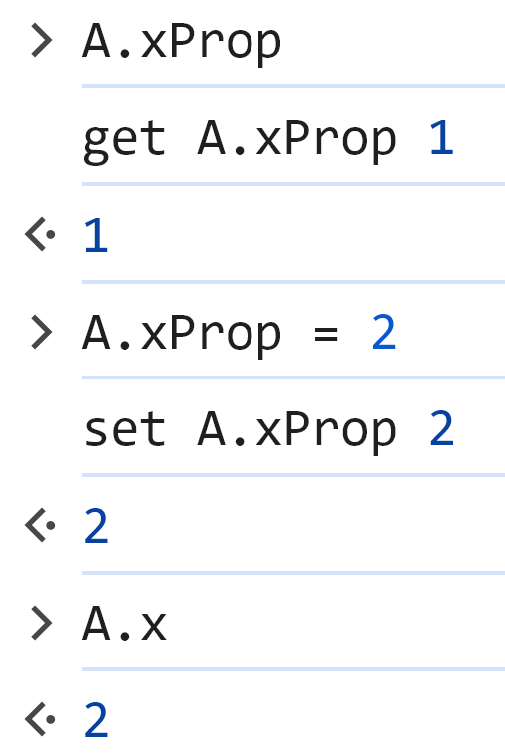 > A.xProp
get A.xProp 1
<· 1
> A.xProp = 2
set A.xProp 2
<· 2
> A.x
<· 2